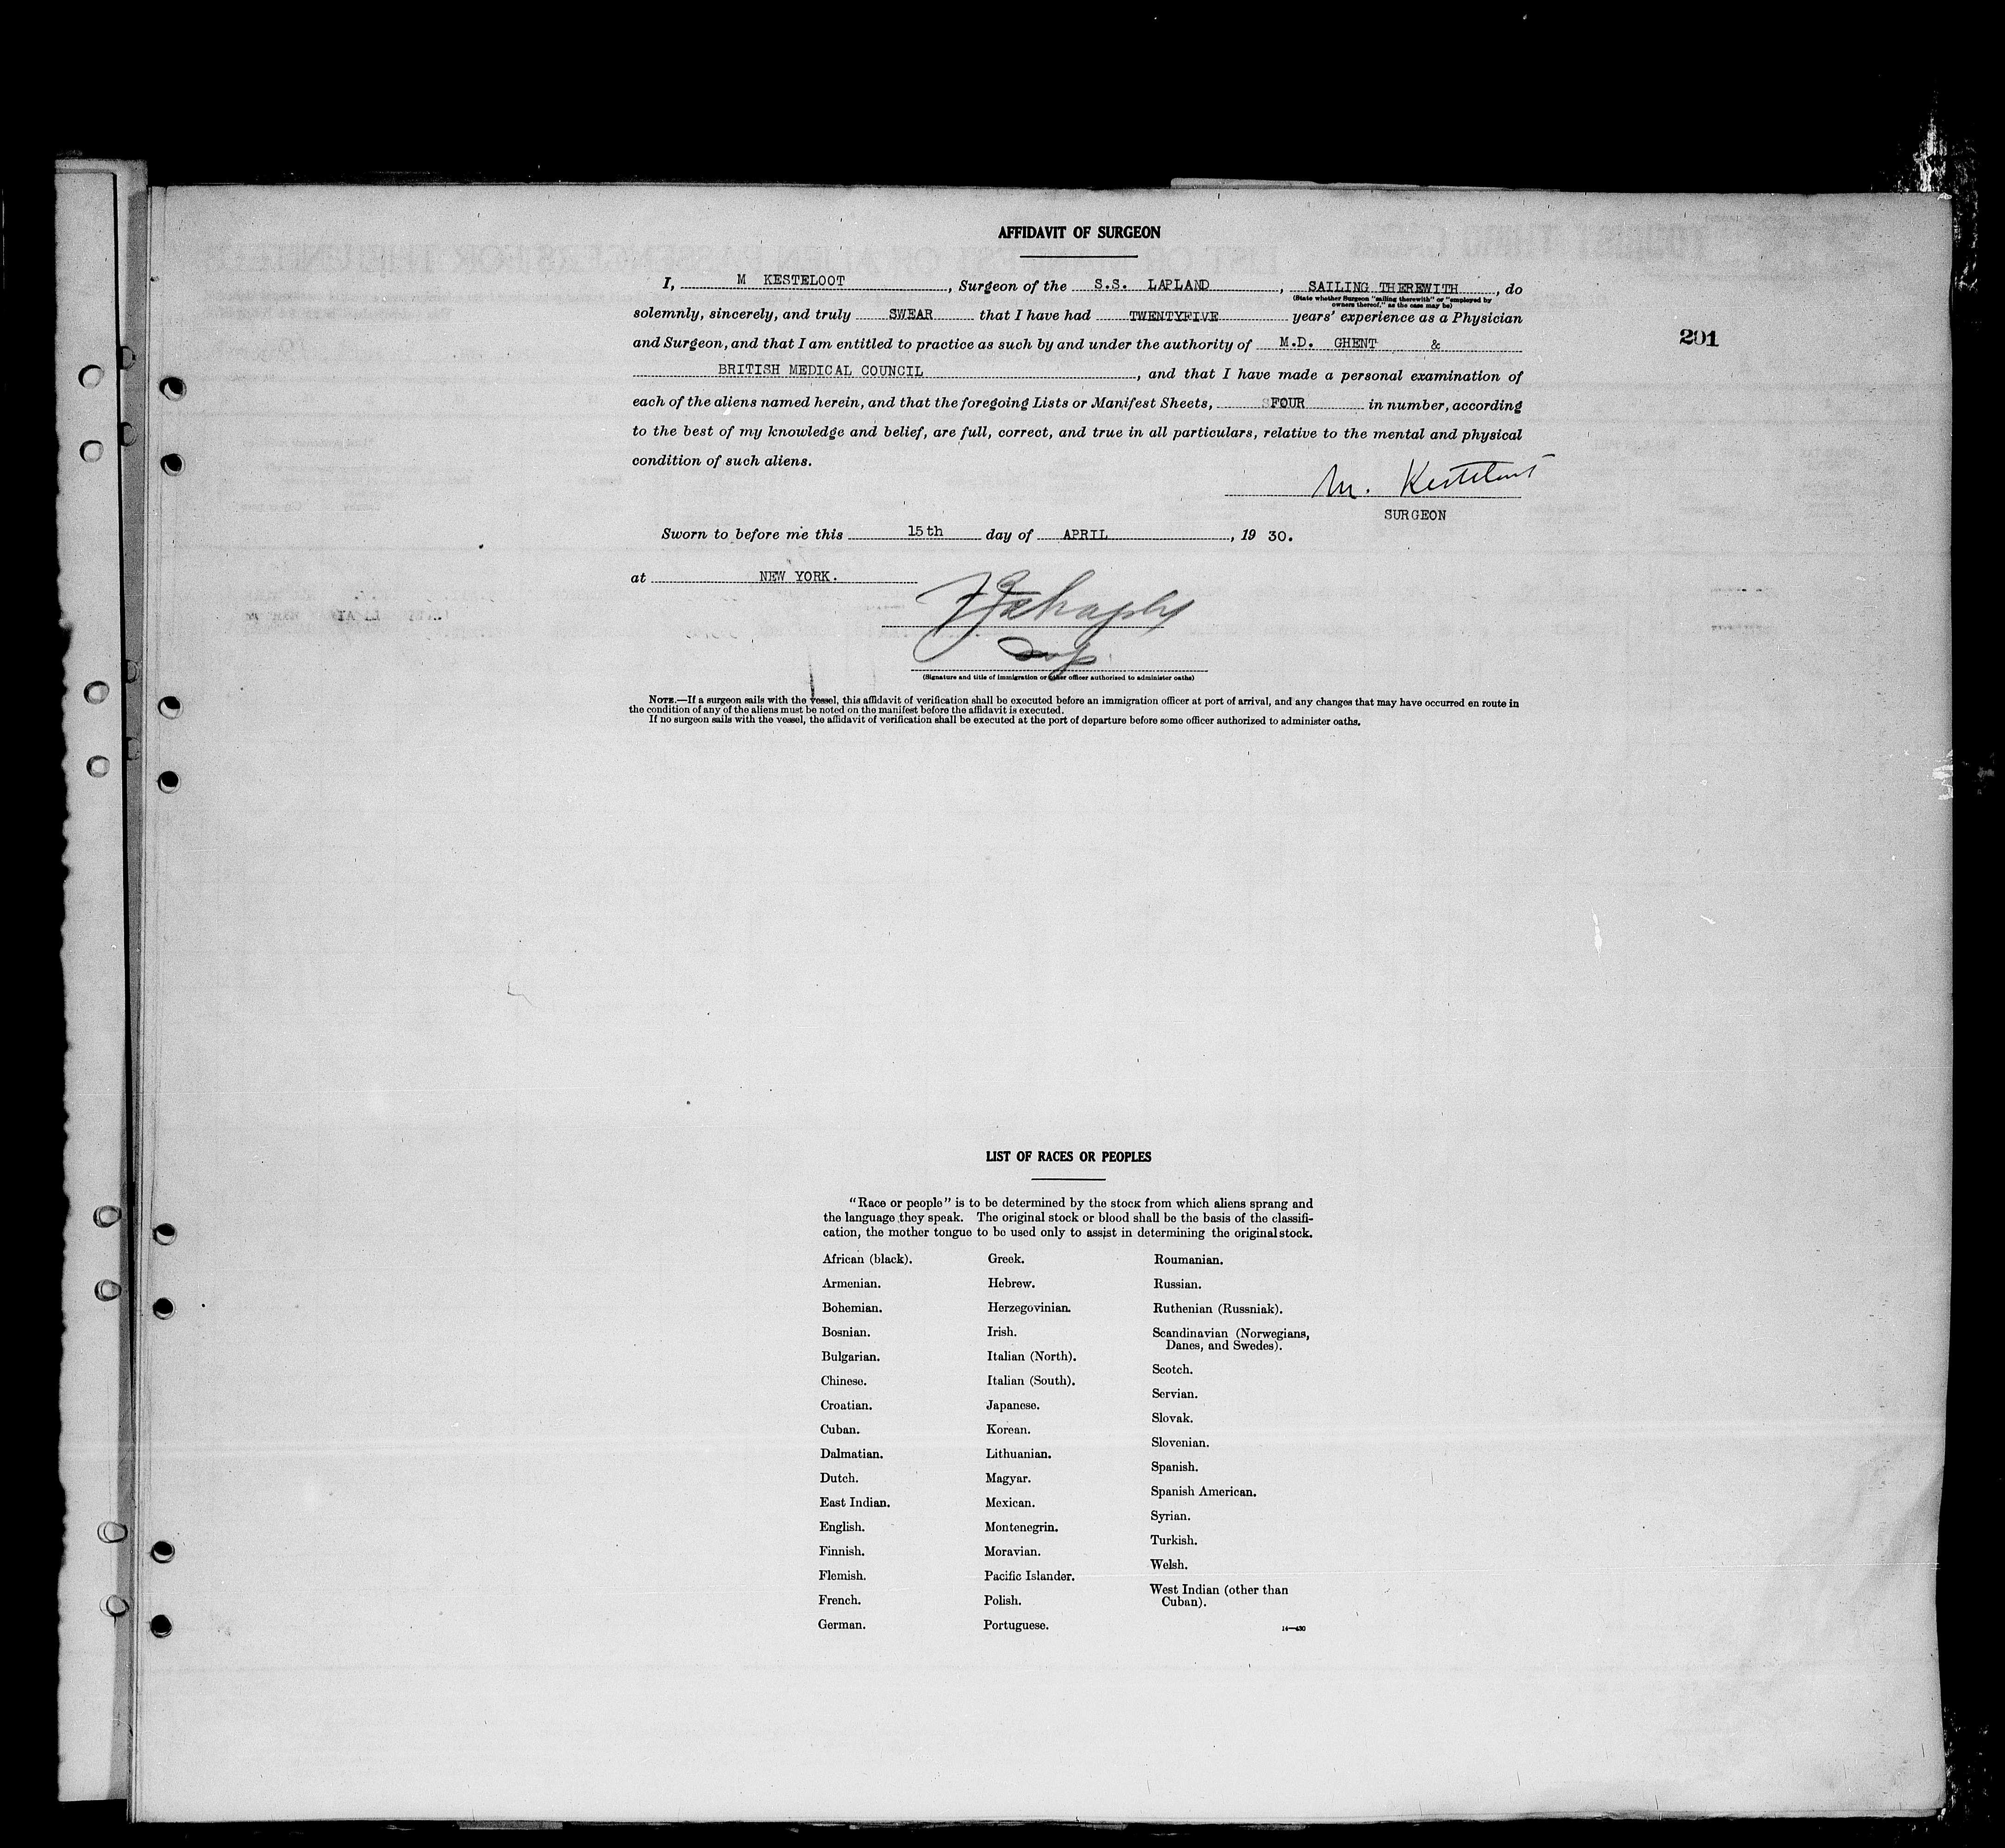 AFFIDAVIT OF SURGEON
I, M KESTELOOT, Surgeon of the S.S. LAPLAND, SAILING THEREWITH, do
(State whether Surgeon "sailing therewith" or "employed by
owners thereof," as the case may be)
solemnly, sincerely, and truly SWEAR that I have had TWENTYFIVE years' experience as a Physician
201
and Surgeon, and that I am entitled to practice as such by and under the authority of M.D. GHENT &
BRITISH MEDICAL COUNCIL, and that I have made a personal examination of
each of the aliens named herein, and that the foregoing Lists or Manifest Sheets, FOUR in number, according
to the best of my knowledge and belief, are full, correct, and true in all particulars, relative to the mental and physical
condition of such aliens.
M. Kesteloot
SURGEON
Sworn to before me this 15th day of APRIL, 19 30.
at NEW YORK.
(Signature and title of immigration or other officer authorized to administer oaths)
NOTE.—If a surgeon sails with the vessel, this affidavit of verification shall be executed before an immigration officer at port of arrival, and any changes that may have occurred en route in
the condition of any of the aliens must be noted on the manifest before the affidavit is executed.
If no surgeon sails with the vessel, the affidavit of verification shall be executed at the port of departure before some officer authorized to administer oaths.
LIST OF RACES OR PEOPLES
"Race or people" is to be determined by the stock from which aliens sprang and
the language they speak. The original stock or blood shall be the basis of the classifi-
cation, the mother tongue to be used only to assist in determining the original stock.
African (black).
Armenian.
Bohemian.
Bosnian.
Bulgarian.
Chinese.
Croatian.
Cuban.
Dalmatian.
Dutch.
East Indian.
English.
Finnish.
Flemish.
French.
German.
Greek.
Hebrew.
Herzegovinian.
Irish.
Italian (North).
Italian (South).
Japanese.
Korean.
Lithuanian.
Magyar.
Mexican.
Montenegrin.
Moravian.
Pacific Islander.
Polish.
Portuguese.
Roumanian.
Russian.
Ruthenian (Russniak).
Scandinavian (Norwegians,
Danes, and Swedes).
Scotch.
Servian.
Slovak.
Slovenian.
Spanish.
Spanish American.
Syrian.
Turkish.
Welsh.
West Indian (other than
Cuban).
14—430